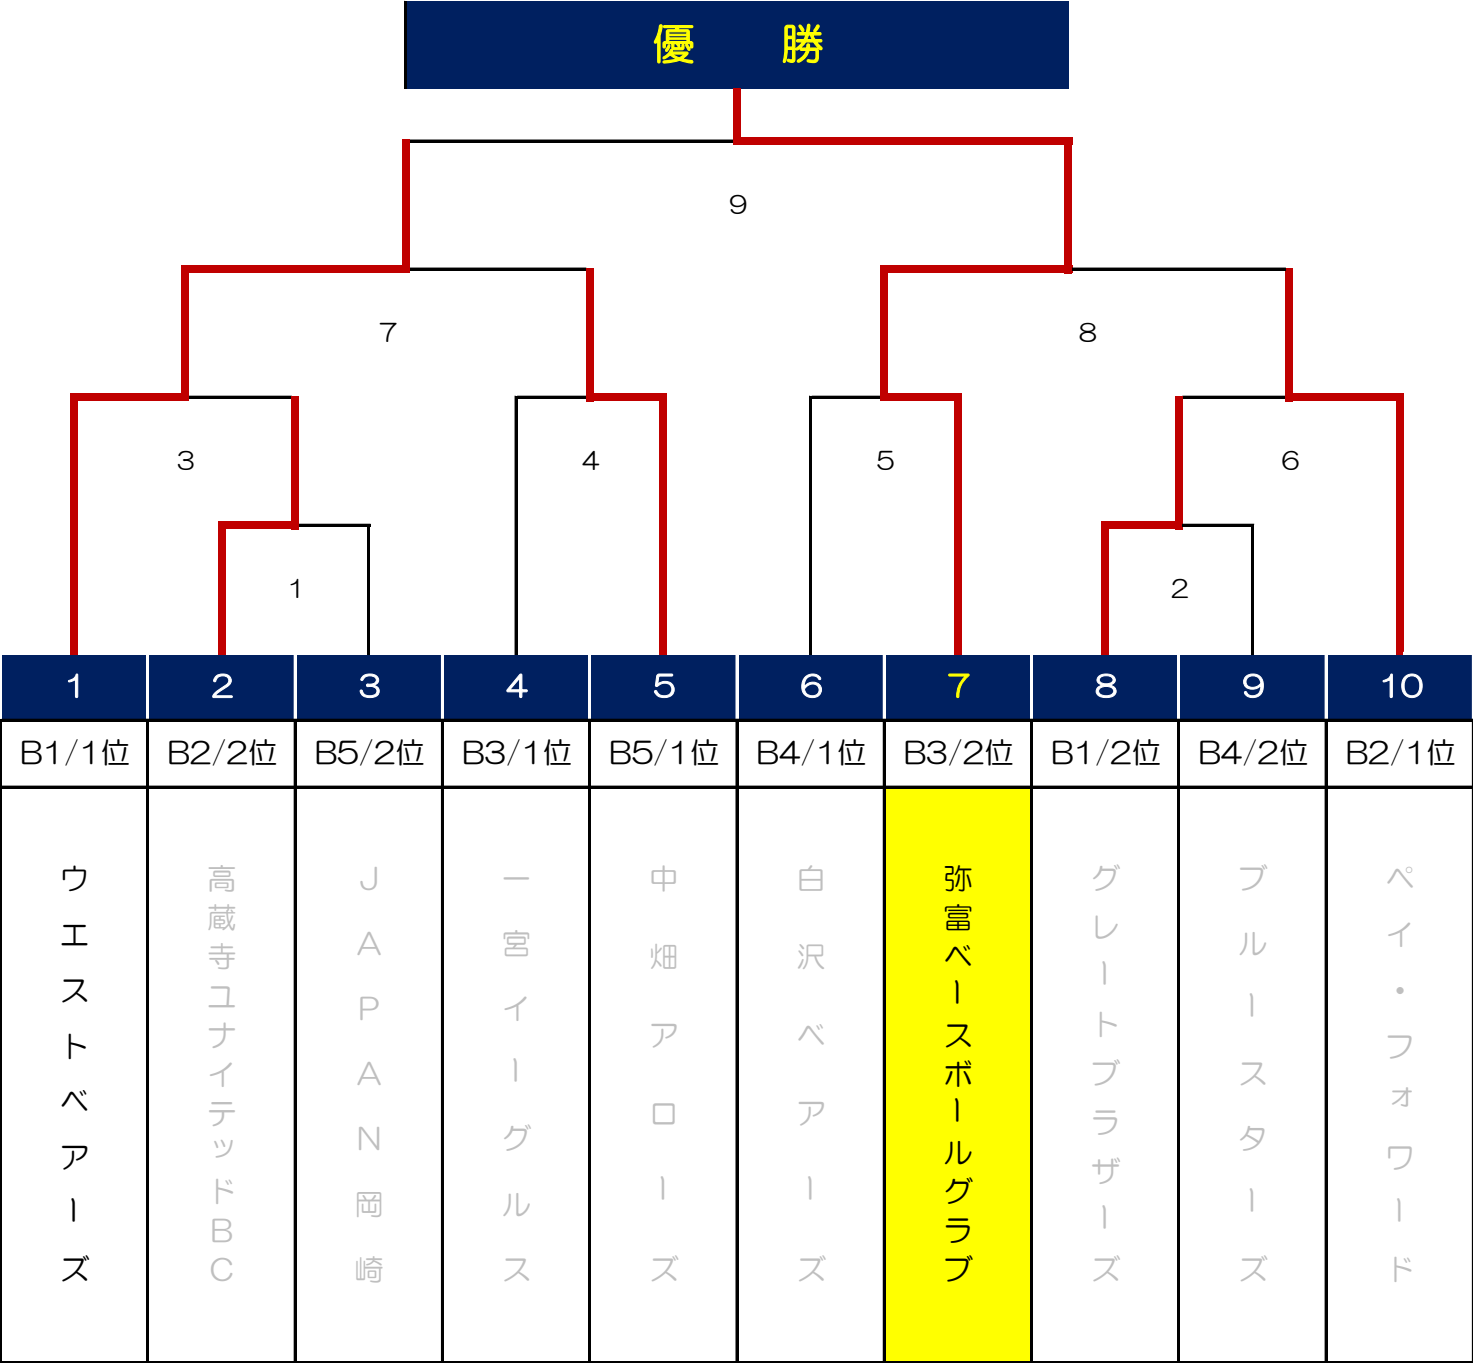 優　勝
9
7
8
3
4
5
6
1
2
1 2 3 4 5 6 7 8 9 10
B1/1位 B2/2位 B5/2位 B3/1位 B5/1位 B4/1位 B3/2位 B1/2位 B4/2位 B2/1位
ウエストベアーズ
高蔵寺ユナイテッドBC
JAPAN岡崎
一宮イーグルス
中畑アローズ
白沢ベアーズ
弥富ベースボールグラブ
グレートブラザーズ
ブルースターズ
ペイ・フォワード